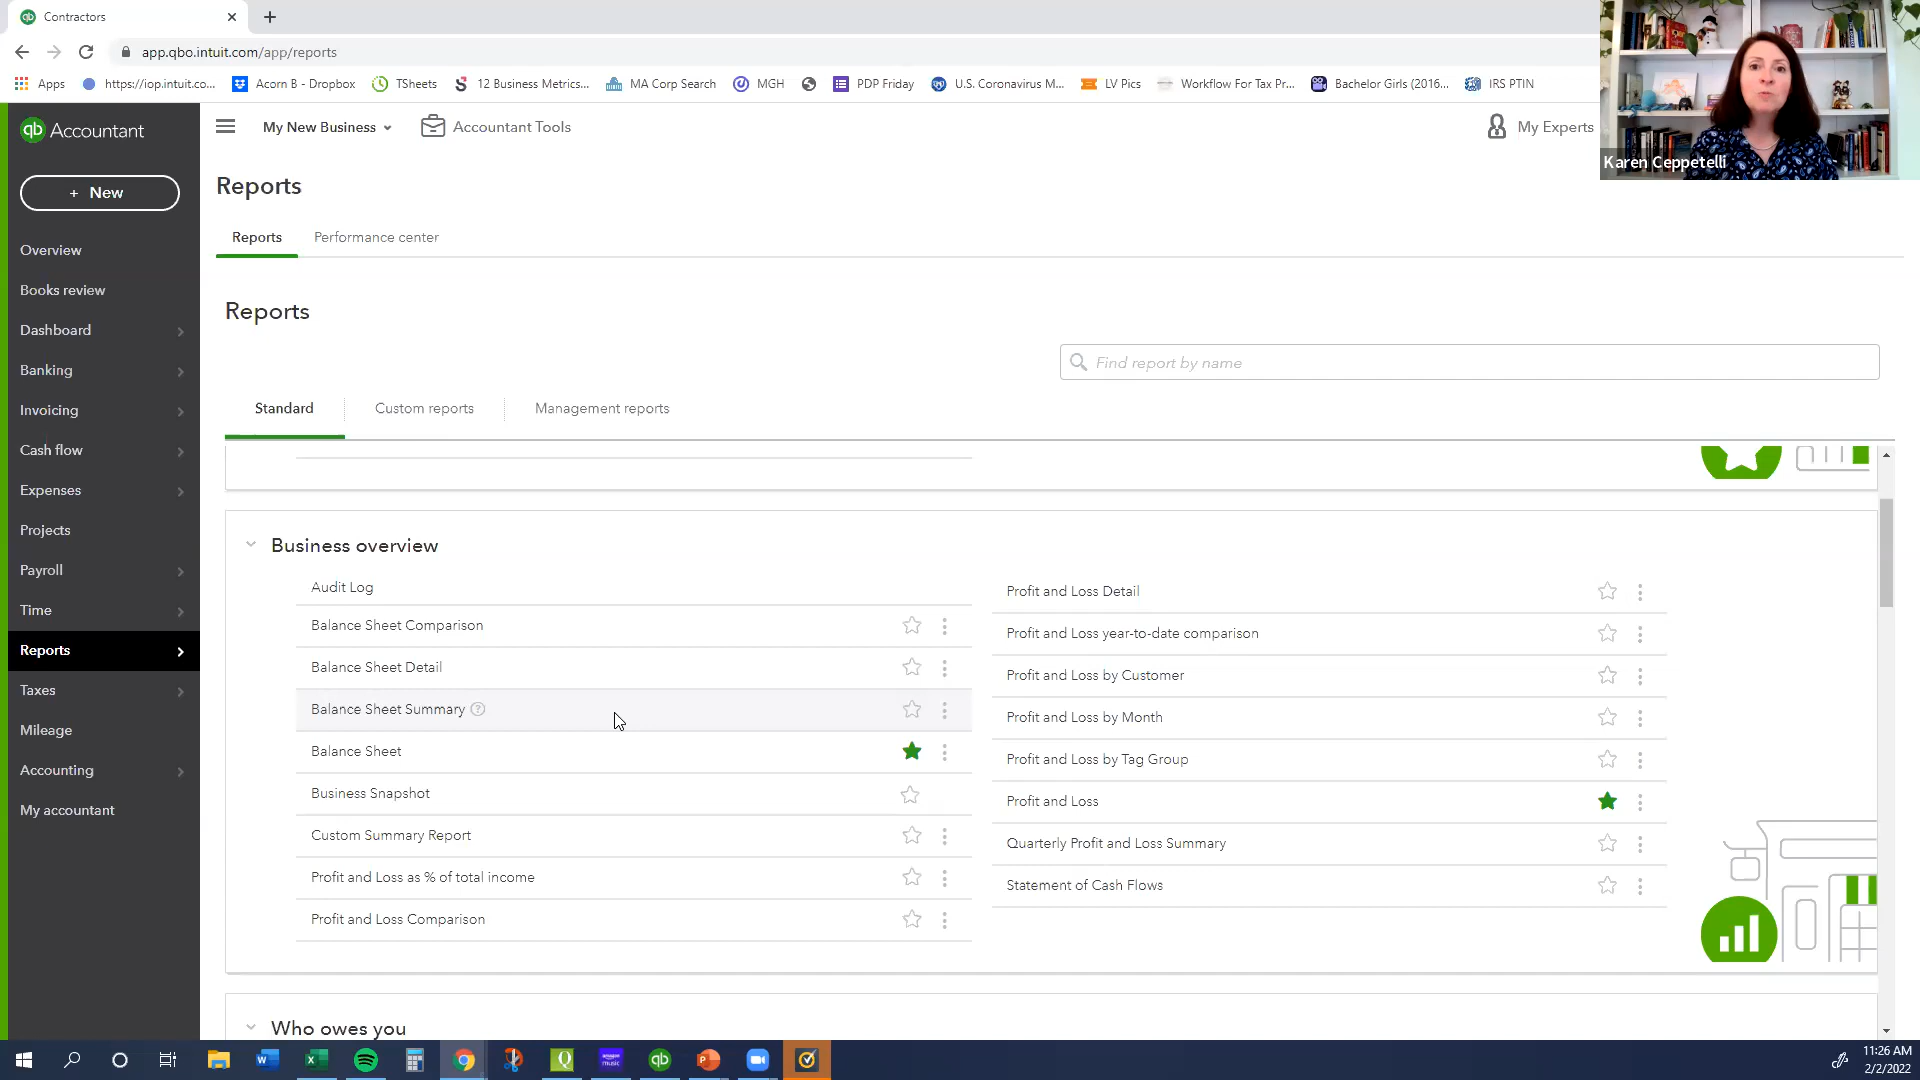 Contractors
app.qbo.intuit.com/app/reports
Apps
https://iop.intuit.co...
Acorn B - Dropbox
TSheets
12 Business Metrics...
MA Corp Search
MGH
PDP Friday
U.S. Coronavirus M...
LV Pics
Workflow For Tax Pr...
Bachelor Girls (2016...
IRS PTIN
Karen Ceppetelli
qb Accountant
My New Business
Accountant Tools
My Experts
+ New
Overview
Books review
Dashboard
Banking
Invoicing
Cash flow
Expenses
Projects
Payroll
Time
Reports
Taxes
Mileage
Accounting
My accountant
Reports
Reports
Performance center
Reports
Find report by name
Standard
Custom reports
Management reports
Business overview
Audit Log
Balance Sheet Comparison
Balance Sheet Detail
Balance Sheet Summary ?
Balance Sheet
Business Snapshot
Custom Summary Report
Profit and Loss as % of total income
Profit and Loss Comparison
Profit and Loss Detail
Profit and Loss year-to-date comparison
Profit and Loss by Customer
Profit and Loss by Month
Profit and Loss by Tag Group
Profit and Loss
Quarterly Profit and Loss Summary
Statement of Cash Flows
Who owes you
11:26 AM
2/2/2022